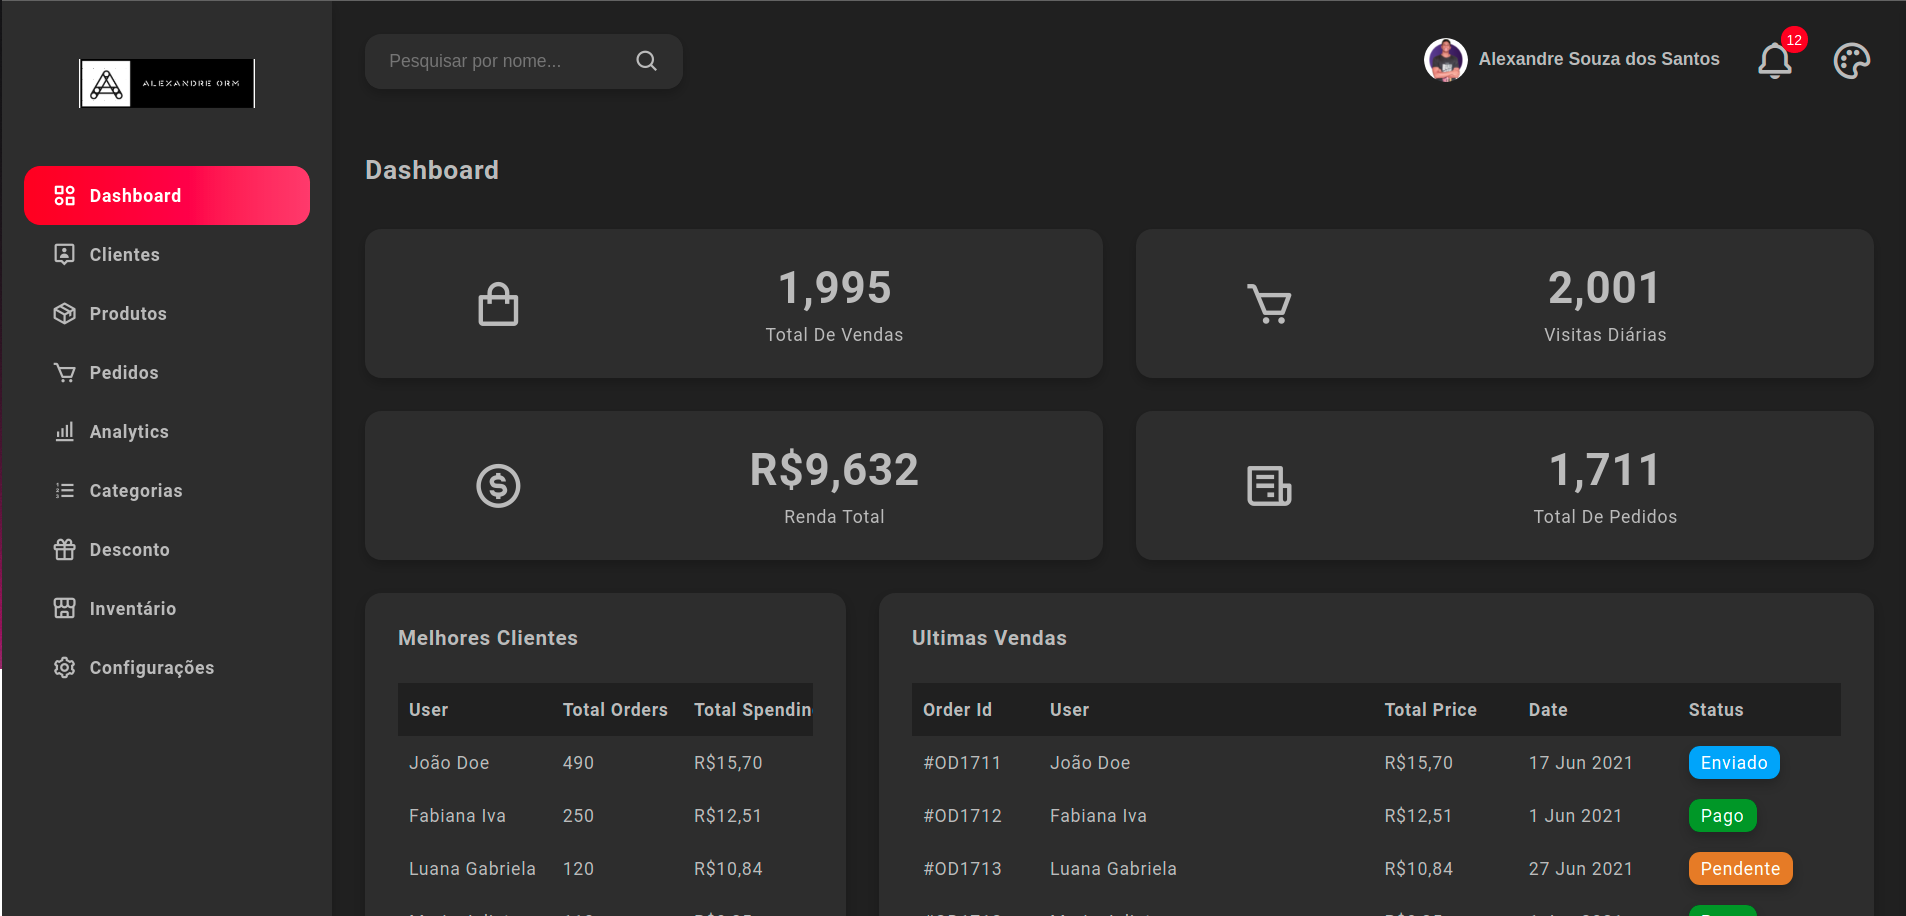 ALEXANDRE ORM
Pesquisar por nome...
Alexandre Souza dos Santos
12
Dashboard
Clientes
Produtos
Pedidos
Analytics
Categorias
Desconto
Inventário
Configurações
Dashboard
1,995
Total De Vendas
2,001
Visitas Diárias
R$9,632
Renda Total
1,711
Total De Pedidos
Melhores Clientes
User Total Orders Total Spendin
João Doe 490 R$15,70
Fabiana Iva 250 R$12,51
Luana Gabriela 120 R$10,84
Ultimas Vendas
Order Id User Total Price Date Status
#OD1711 João Doe R$15,70 17 Jun 2021 Enviado
#OD1712 Fabiana Iva R$12,51 1 Jun 2021 Pago
#OD1713 Luana Gabriela R$10,84 27 Jun 2021 Pendente